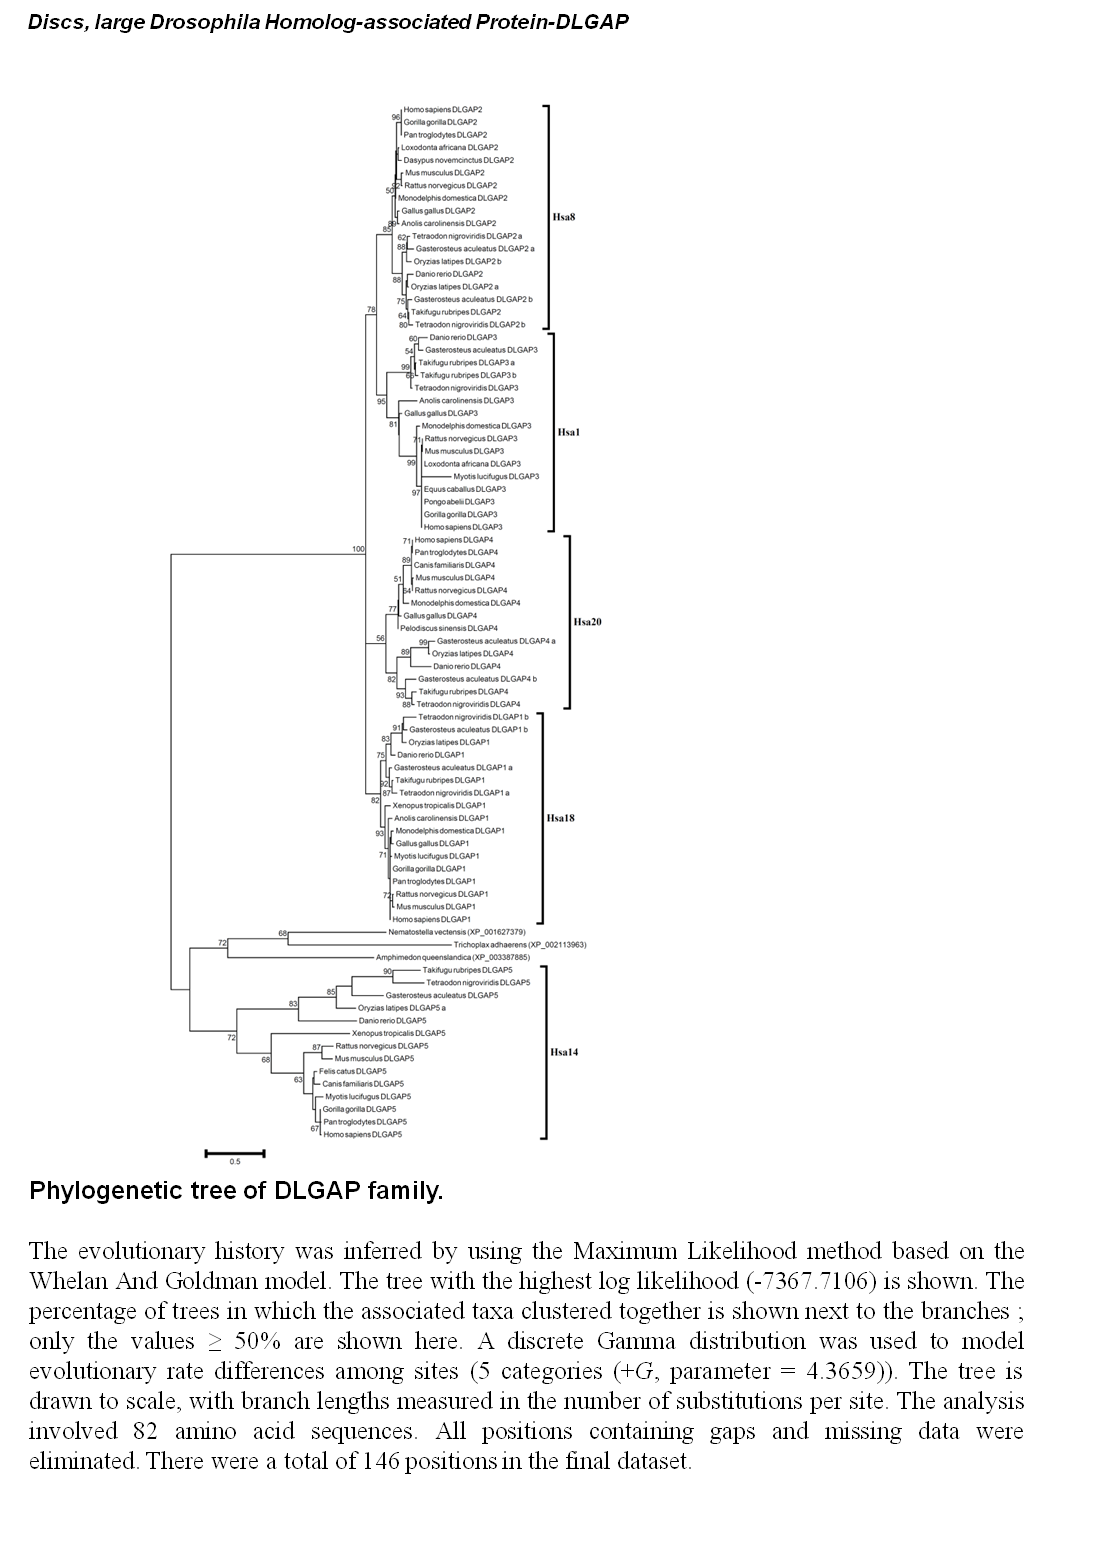 Discs, large Drosophila Homolog-associated Protein-DLGAP
Homo sapiens DLGAP2
96
Gorilla gorilla DLGAP2
Pan troglodytes DLGAP2
Loxodonta africana DLGAP2
Dasypus novemcinctus DLGAP2
Mus musculus DLGAP2
Rattus norvegicus DLGAP2
50
Monodelphis domestica DLGAP2
Gallus gallus DLGAP2
Hsa8
Anolis carolinensis DLGAP2
85
Tetraodon nigroviridis DLGAP2 a
62
88
Gasterosteus aculeatus DLGAP2 a
Oryzias latipes DLGAP2 b
Danio rerio DLGAP2
88
Oryzias latipes DLGAP2 a
75
Gasterosteus aculeatus DLGAP2 b
78
Takifugu rubripes DLGAP2
64
80
Tetraodon nigroviridis DLGAP2 b
60
Danio rerio DLGAP3
54
Gasterosteus aculeatus DLGAP3
Takifugu rubripes DLGAP3 a
99
Takifugu rubripes DLGAP3 b
Tetraodon nigroviridis DLGAP3
95
Anolis carolinensis DLGAP3
Gallus gallus DLGAP3
81
Monodelphis domestica DLGAP3
Hsa1
71
Rattus norvegicus DLGAP3
Mus musculus DLGAP3
99
Loxodonta africana DLGAP3
Myotis lucifugus DLGAP3
97
Equus caballus DLGAP3
Pongo abelii DLGAP3
Gorilla gorilla DLGAP3
Homo sapiens DLGAP3
71
Homo sapiens DLGAP4
100
Pan troglodytes DLGAP4
89
Canis familiaris DLGAP4
51
Mus musculus DLGAP4
Rattus norvegicus DLGAP4
Monodelphis domestica DLGAP4
77
Gallus gallus DLGAP4
Hsa20
Pelodiscus sinensis DLGAP4
56
99
Gasterosteus aculeatus DLGAP4 a
89
Oryzias latipes DLGAP4
Danio rerio DLGAP4
82
Gasterosteus aculeatus DLGAP4 b
93
Takifugu rubripes DLGAP4
88
Tetraodon nigroviridis DLGAP4
Tetraodon nigroviridis DLGAP1 b
91
Gasterosteus aculeatus DLGAP1 b
83
Oryzias latipes DLGAP1
75
Danio rerio DLGAP1
Gasterosteus aculeatus DLGAP1 a
92
Takifugu rubripes DLGAP1
87
Tetraodon nigroviridis DLGAP1 a
82
Xenopus tropicalis DLGAP1
Anolis carolinensis DLGAP1
Hsa18
93
Monodelphis domestica DLGAP1
Gallus gallus DLGAP1
71
Myotis lucifugus DLGAP1
Gorilla gorilla DLGAP1
Pan troglodytes DLGAP1
72
Rattus norvegicus DLGAP1
Mus musculus DLGAP1
Homo sapiens DLGAP1
68
Nematostella vectensis (XP_001627379)
72
Trichoplax adhaerens (XP_002113963)
Amphimedon queenslandica (XP_003387885)
90
Takifugu rubripes DLGAP5
Tetraodon nigroviridis DLGAP5
85
Gasterosteus aculeatus DLGAP5
83
Oryzias latipes DLGAP5 a
Danio rerio DLGAP5
72
Xenopus tropicalis DLGAP5
87
Rattus norvegicus DLGAP5
Hsa14
68
Mus musculus DLGAP5
Felis catus DLGAP5
63
Canis familiaris DLGAP5
Myotis lucifugus DLGAP5
Gorilla gorilla DLGAP5
Pan troglodytes DLGAP5
67
Homo sapiens DLGAP5
0.5
Phylogenetic tree of DLGAP family.
The evolutionary history was inferred by using the Maximum Likelihood method based on the
Whelan And Goldman model. The tree with the highest log likelihood (-7367.7106) is shown. The
percentage of trees in which the associated taxa clustered together is shown next to the branches ;
only the values ≥ 50% are shown here. A discrete Gamma distribution was used to model
evolutionary rate differences among sites (5 categories (+G, parameter = 4.3659)). The tree is
drawn to scale, with branch lengths measured in the number of substitutions per site. The analysis
involved 82 amino acid sequences. All positions containing gaps and missing data were
eliminated. There were a total of 146 positions in the final dataset.